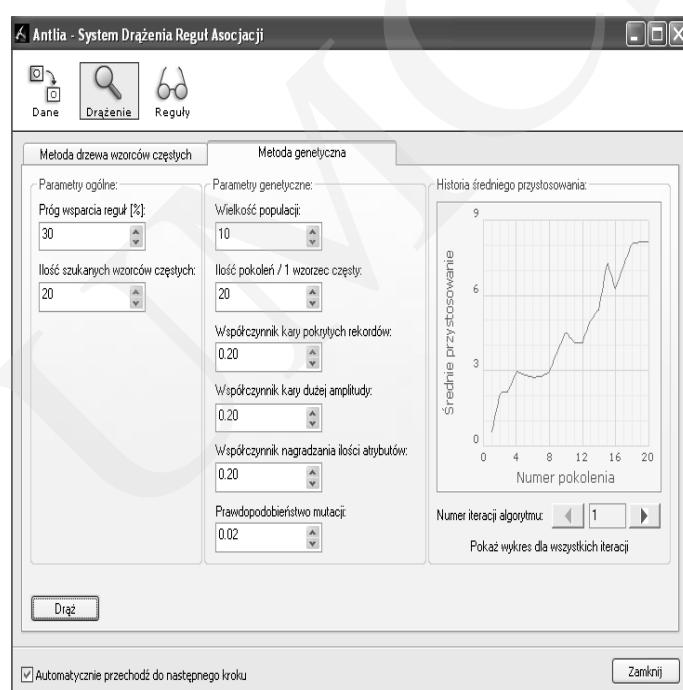 Antlia - System Drążenia Reguł Asocjacji
Dane
Drążenie
Reguły
Metoda drzewa wzorców częstych
Metoda genetyczna
Parametry ogólne:
Próg wsparcia reguł [%]:
30
Ilość szukanych wzorców częstych:
20
Parametry genetyczne:
Wielkość populacji:
10
Ilość pokoleń / 1 wzorzec częsty:
20
Współczynnik kary pokrytych rekordów:
0.20
Współczynnik kary dużej amplitudy:
0.20
Współczynnik nagradzania ilości atrybutów:
0.20
Prawdopodobieństwo mutacji:
0.02
Historia średniego przystosowania:
Średnie przystosowanie
9
6
3
0
0 4 8 12 16 20
Numer pokolenia
Numer iteracji algorytmu:
1
Pokaż wykres dla wszystkich iteracji
Drąż
Automatycznie przechodź do następnego kroku
Zamknij
UMC